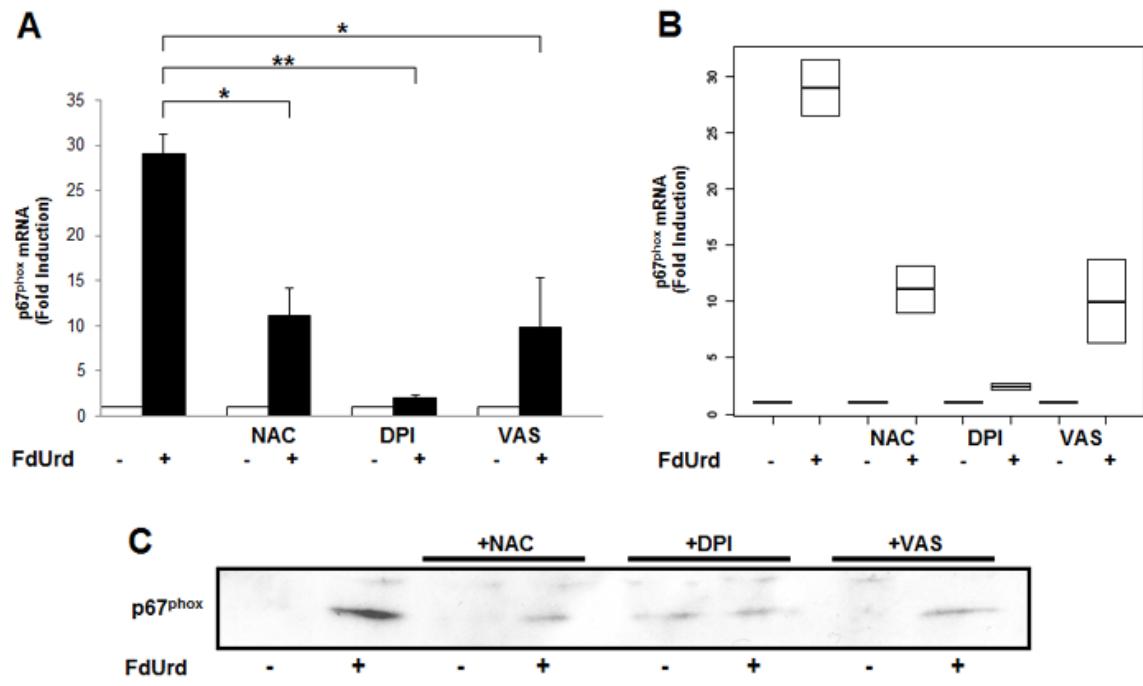 A
*
**
*
p67phox mRNA
(Fold Induction)
35
30
25
20
15
10
5
0
NAC DPI VAS
FdUrd - + - + - + - +
B
p67phox mRNA
(Fold Induction)
30
25
20
15
10
5
0
NAC DPI VAS
FdUrd - + - + - + - +
C
+NAC +DPI +VAS
p67phox
FdUrd - + - + - + - +